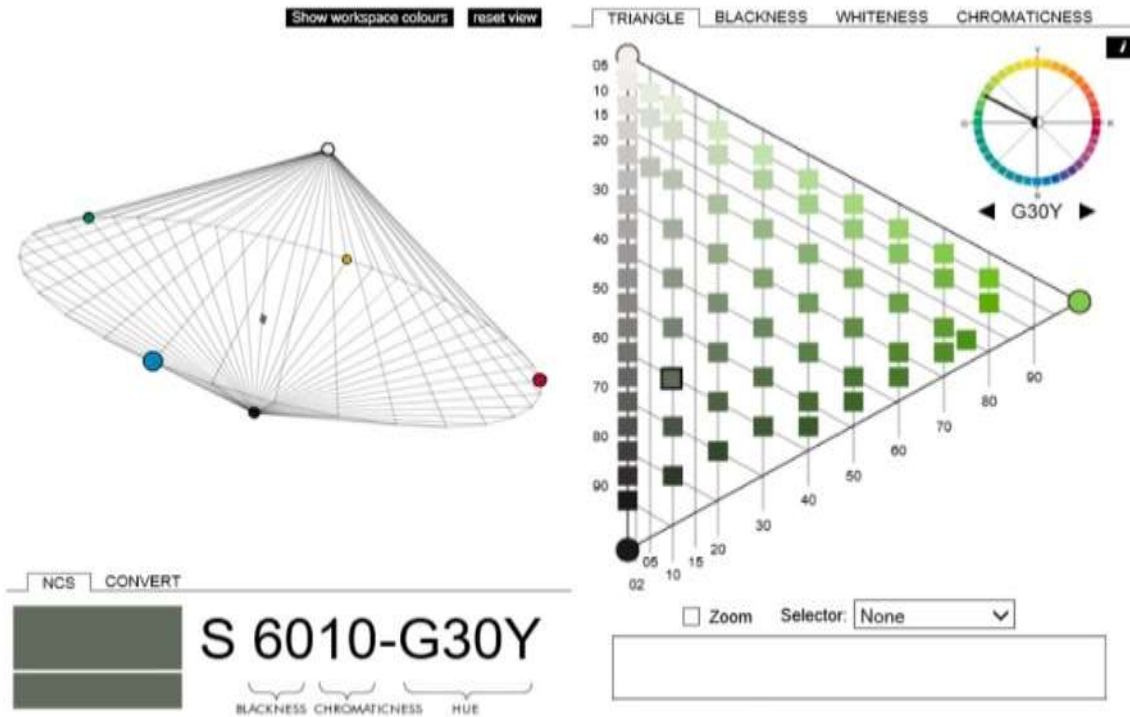 Show workspace colours reset view
TRIANGLE BLACKNESS WHITENESS CHROMATICNESS
i
Y
G R
B
G30Y
05
10
15
20
30
40
50
60
70
80
90
90
80
70
60
50
40
30
20
15
10
05
02
NCS CONVERT
S 6010-G30Y
BLACKNESS CHROMATICNESS HUE
Zoom Selector: None